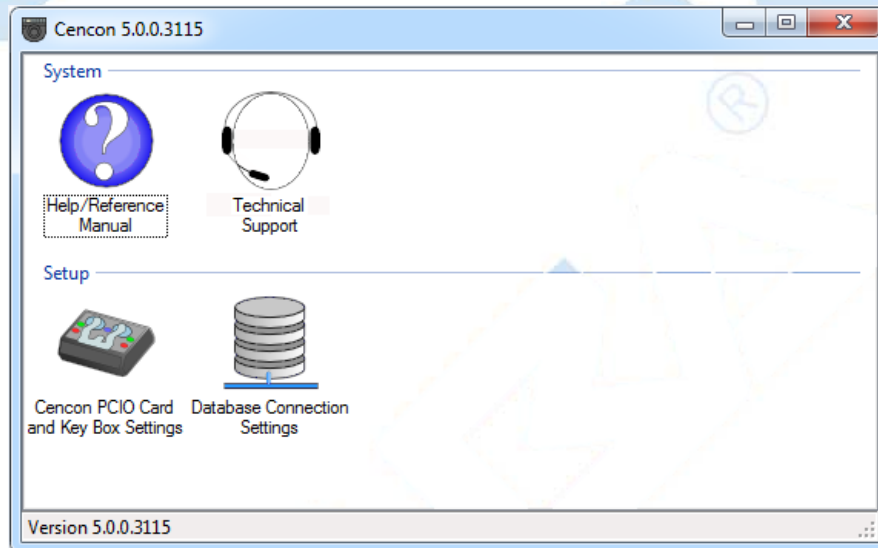 Cencon 5.0.0.3115
System
Help/Reference
Manual
Technical
Support
Setup
Cencon PCIO Card
and Key Box Settings
Database Connection
Settings
Version 5.0.0.3115